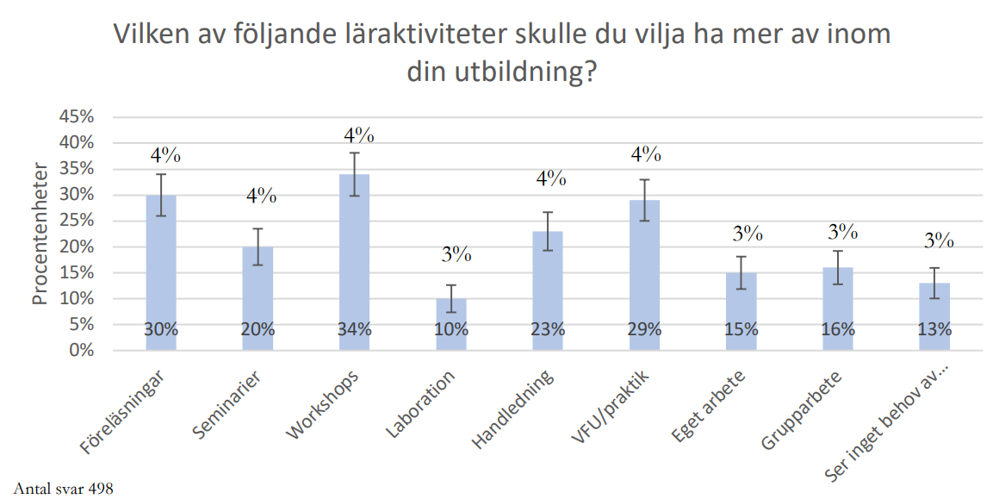 Vilken av följande läraktiviteter skulle du vilja ha mer av inom
din utbildning?
Procentenheter
45%
40%
35%
30%
25%
20%
15%
10%
5%
0%
4%
4%
4%
3%
4%
4%
3%
3%
3%
30%
20%
34%
10%
23%
29%
15%
16%
13%
Föreläsningar
Seminarier
Workshops
Laboration
Handledning
VFU/praktik
Eget arbete
Grupparbete
Ser inget behov av...
Antal svar 498